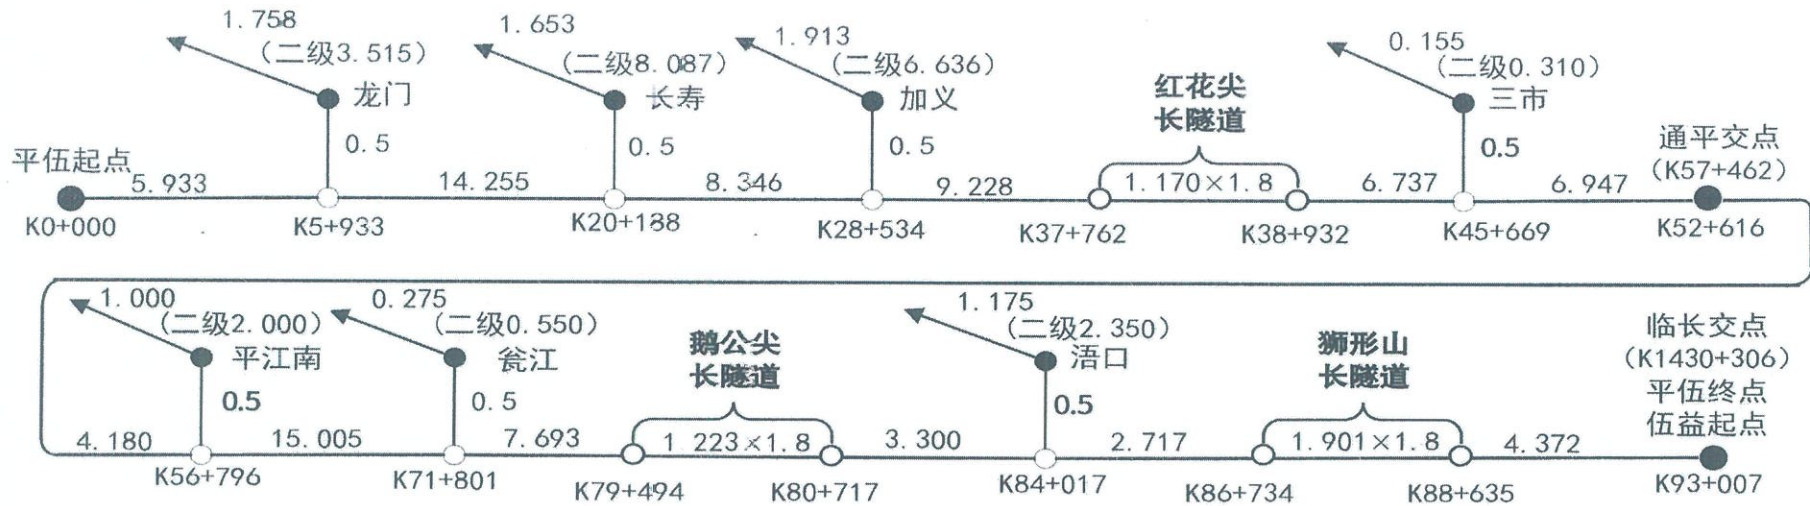 1.758
（二级3.515）
龙门
0.5
1.653
（二级8.087）
长寿
0.5
1.913
（二级6.636）
加义
0.5
红花尖
长隧道
0.155
（二级0.310）
三市
0.5
通平交点
（K57+462）
平伍起点
5.933
14.255
8.346
9.228
1.170×1.8
6.737
6.947
K0+000
K5+933
K20+188
K28+534
K37+762
K38+932
K45+669
K52+616
1.000
（二级2.000）
平江南
0.5
0.275
（二级0.550）
瓮江
0.5
鹅公尖
长隧道
1.175
（二级2.350）
浯口
0.5
狮形山
长隧道
临长交点
（K1430+306）
平伍终点
伍益起点
4.180
15.005
7.693
1 223×1.8
3.300
2.717
1.901×1.8
4.372
K56+796
K71+801
K79+494
K80+717
K84+017
K86+734
K88+635
K93+007